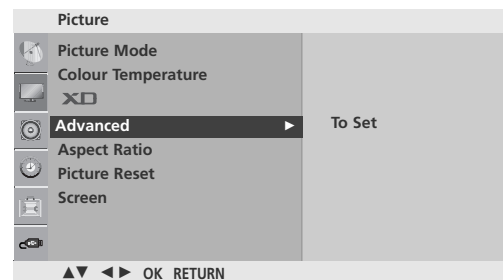 Picture
Picture Mode
Colour Temperature
XD
Advanced ► To Set
Aspect Ratio
Picture Reset
Screen
▲▼ ◄► OK RETURN